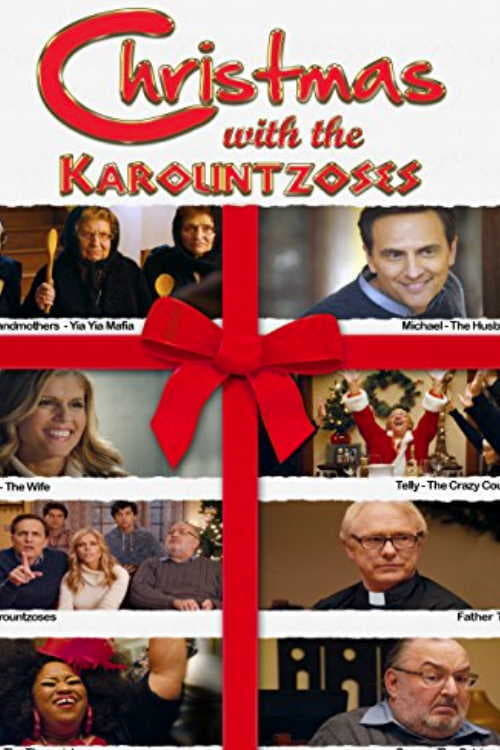 Christmas
with the
KAROUNTZOSES
andmothers - Yia Yia Mafia
Michael - The Husb
- The Wife
Telly - The Crazy Cou
rountzoses
Father T